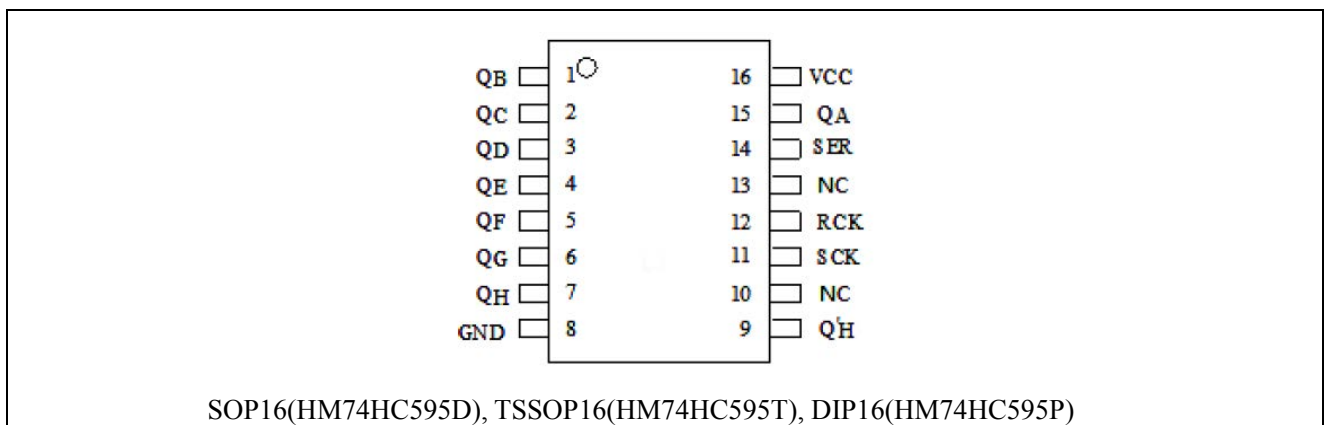 QB 1 16 VCC
QC 2 15 QA
QD 3 14 SER
QE 4 13 NC
QF 5 12 RCK
QG 6 11 SCK
QH 7 10 NC
GND 8 9 Q'H
SOP16(HM74HC595D), TSSOP16(HM74HC595T), DIP16(HM74HC595P)